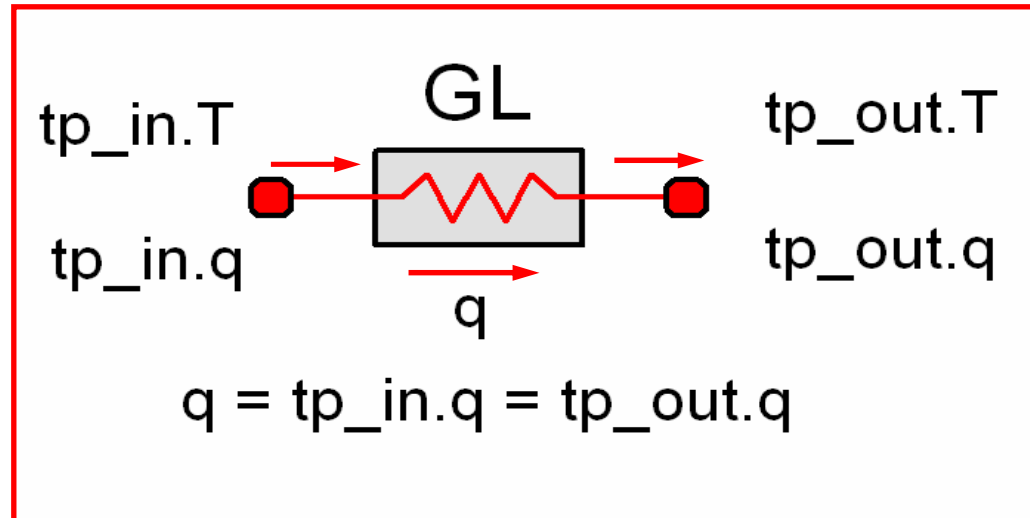 GL
tp_in.T
tp_out.T
tp_in.q
tp_out.q
q
q = tp_in.q = tp_out.q